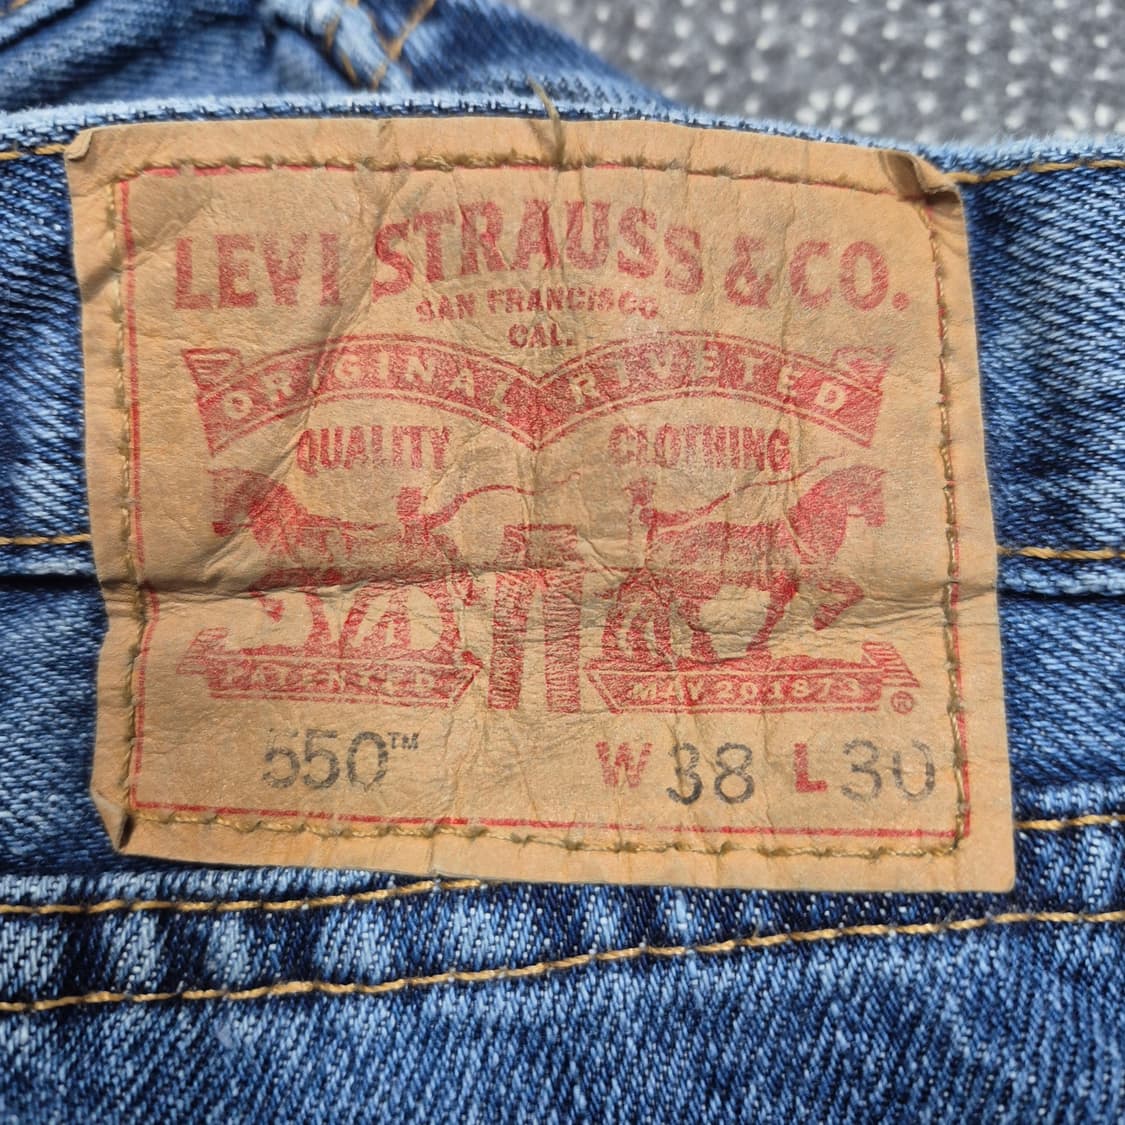 LEVI STRAUSS & CO.
SAN FRANCISCO
CAL.
ORIGINAL RIVETED
QUALITY CLOTHING
PATENTED MAY 20 1873 ®
550™ W 38 L 30